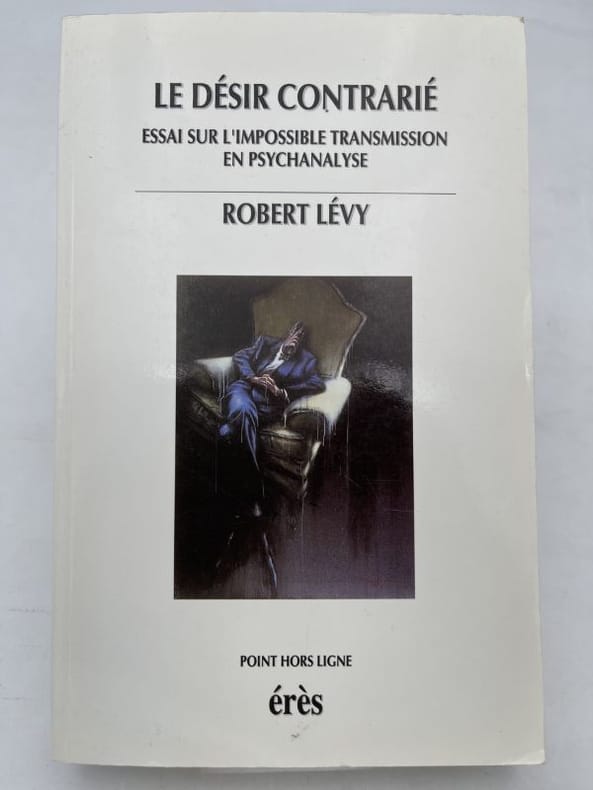 LE DÉSIR CONTRARIÉ
ESSAI SUR L'IMPOSSIBLE TRANSMISSION
EN PSYCHANALYSE
ROBERT LÉVY
POINT HORS LIGNE
érès